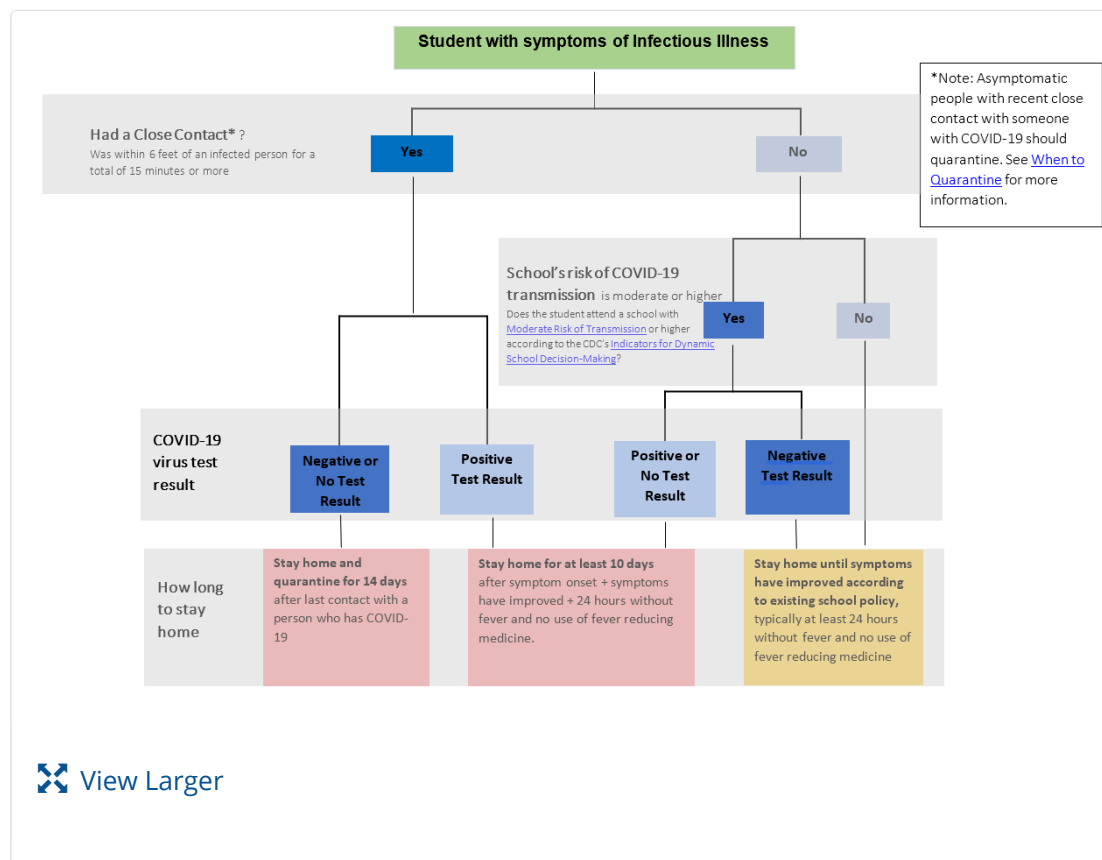 Student with symptoms of Infectious Illness
*Note: Asymptomatic
people with recent close
contact with someone
with COVID-19 should
quarantine. See When to
Quarantine for more
information.
Had a Close Contact* ?
Was within 6 feet of an infected person for a
total of 15 minutes or more
Yes
No
School's risk of COVID-19
transmission is moderate or higher
Does the student attend a school with
Moderate Risk of Transmission or higher
according to the CDC's Indicators for Dynamic
School Decision-Making?
Yes
No
COVID-19
virus test
result
Negative or
No Test
Result
Positive
Test Result
Positive or
No Test
Result
Negative
Test Result
How long
to stay
home
Stay home and
quarantine for 14 days
after last contact with a
person who has COVID-
19
Stay home for at least 10 days
after symptom onset + symptoms
have improved + 24 hours without
fever and no use of fever reducing
medicine.
Stay home until symptoms
have improved according
to existing school policy,
typically at least 24 hours
without fever and no use of
fever reducing medicine
View Larger